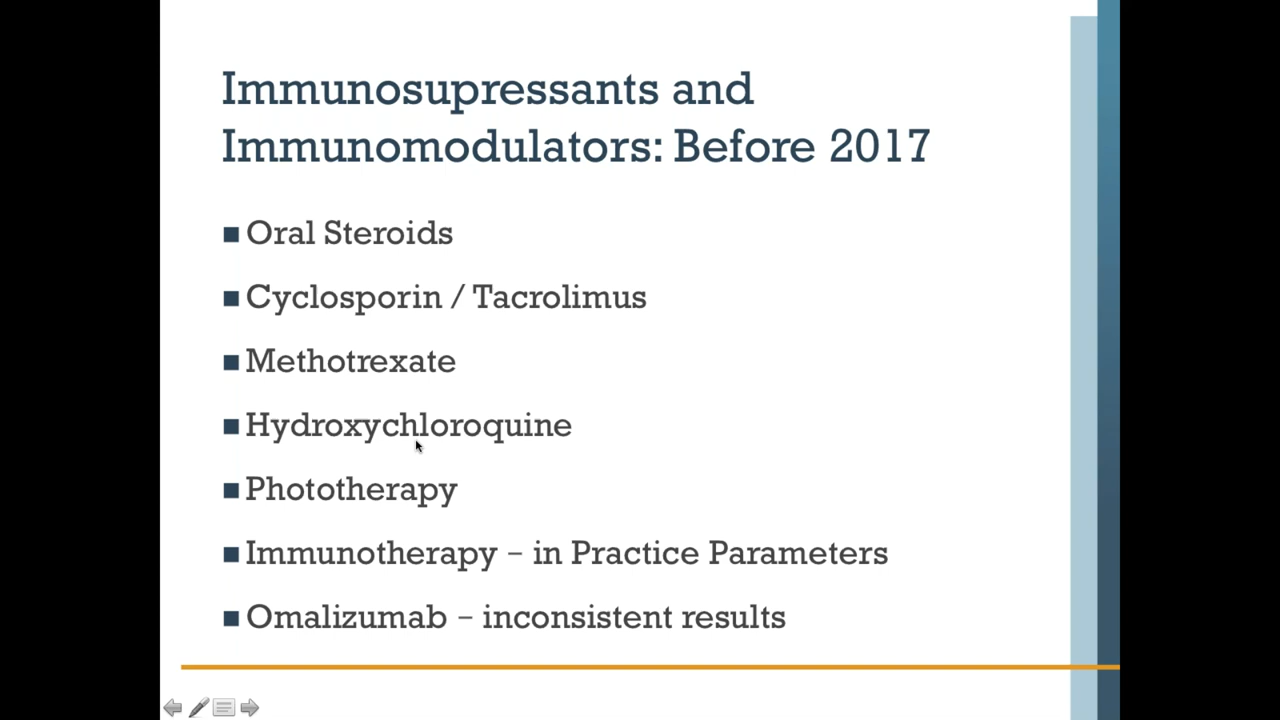 Immunosupressants and
Immunomodulators: Before 2017
Oral Steroids
Cyclosporin / Tacrolimus
Methotrexate
Hydroxychloroquine
Phototherapy
Immunotherapy – in Practice Parameters
Omalizumab – inconsistent results